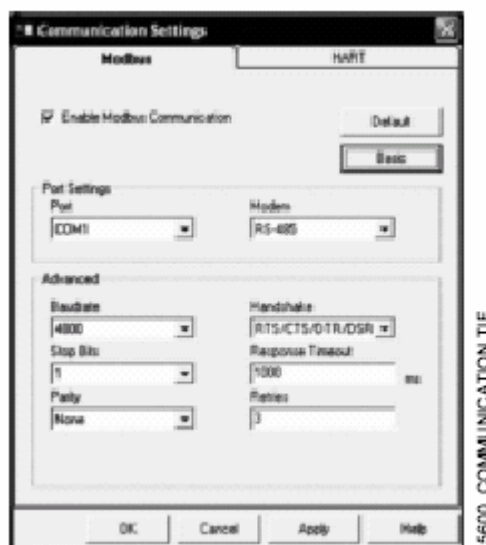 Communication Settings
Modbus
HART
Enable Modbus Communication
Default
Basic
Port Settings
Port
Modem
COM1
RS-485
Advanced
Baudrate
Handshake
4800
RTS/CTS/DTR/DSR
Stop Bits
Response Timeout
1
1000
ms
Parity
Retries
None
3
OK
Cancel
Apply
Help
5600_COMMUNICATION.TIF